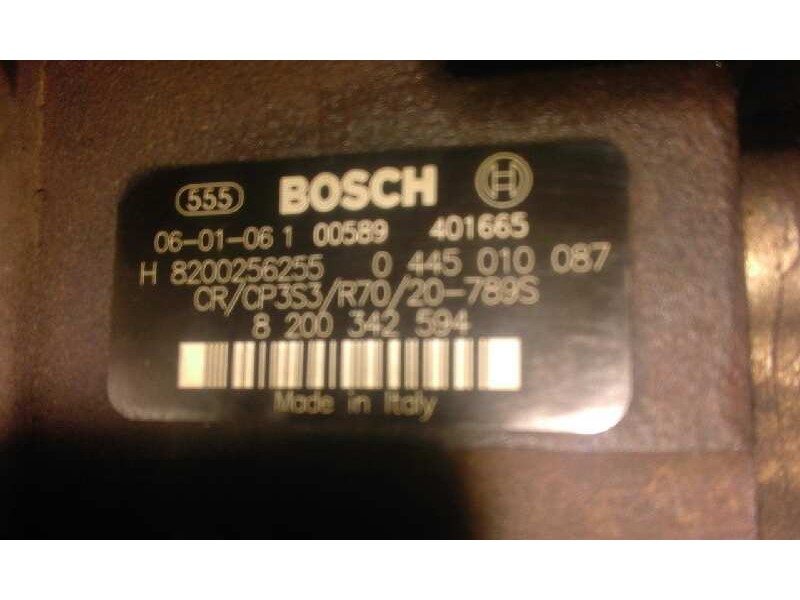 555 BOSCH
06-01-06 1 00589 401665
H 8200256255 0 445 010 087
CR/CP3S3/R70/20-789S
8 200 342 594
Made in Italy